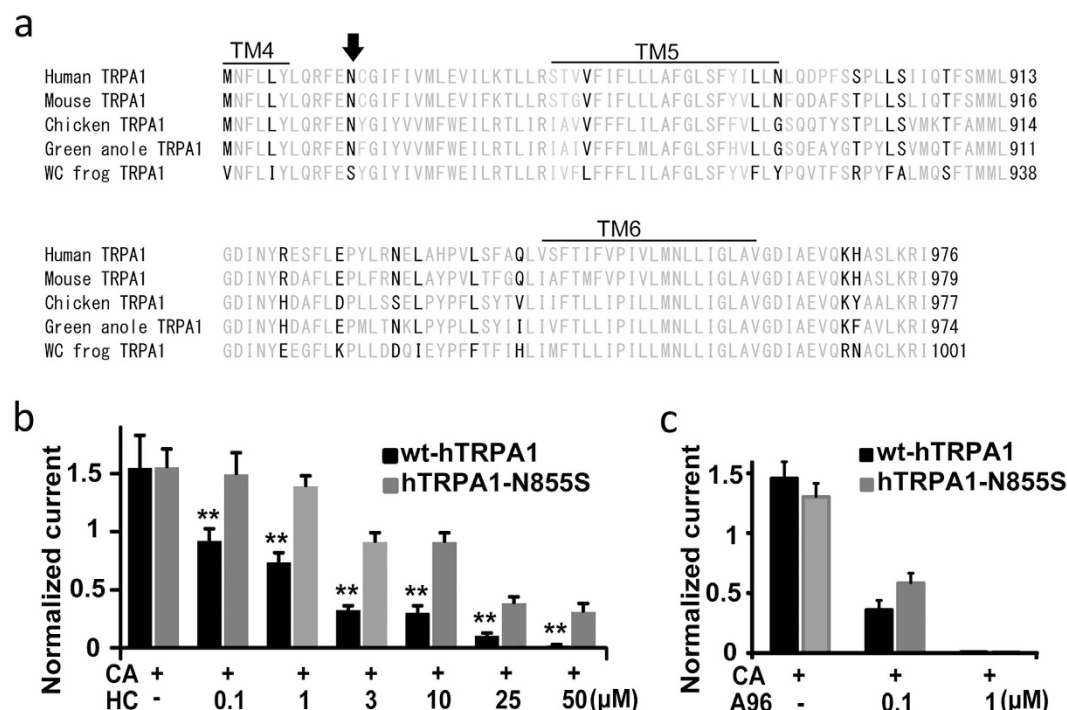 a
TM4 TM5
Human TRPA1 MNFLLYLQRFENCGIFIVMLEVILKTLLRSTVVFIFLLLAFGLSFYILLNLQDPFSSPLLSIIQTFSMML913
Mouse TRPA1 MNFLLYLQRFENCGIFIVMLEVIFKTLLRSTGVFIFLLLAFGLSFYVLLNFQDAFSTPLLSLIQTFSMML916
Chicken TRPA1 MNFLLYLQRFENYGIYVVMFWEILRTLIRIAVVFFFLILAFGLSFFVLLGSQQTYSTPLLSVMKTFAMML914
Green anole TRPA1 MNLLLYLQRFENFGIYIVMFWEILRTLIRIAIVFFFLMLAFGLSFHVLLGSQEAYGTPYLSVMQTFAMML911
WC frog TRPA1 VNFLIYLQRFESYGIYVVMFWEILRTLIRIVFLFFFLILAFGLSFYVFLYPQVTFSRPYFALMQSFTMML938
TM6
Human TRPA1 GDINYRESFLEPYLRNELAHPVLSFAQLVSFTIFVPIVLMNLLIGLAVGDIAEVQKHASLKRI976
Mouse TRPA1 GDINYRDAFLEPLFRNELAYPVLTFGQLIAFTMFVPIVLMNLLIGLAVGDIAEVQKHASLKRI979
Chicken TRPA1 GDINYHDAFLDPLLSSELPYPFLSYTVLIIFTLLIPILLMNLLIGLAVGDIAEVQKYAALKRI977
Green anole TRPA1 GDINYHDAFLEPMLTNKLPYPLLSYIILIVFTLLIPILLMNLLIGLAVGDIAEVQKFAVLKRI974
WC frog TRPA1 GDINYEEGFLKPLLDDQIEYPFFTFIHLIMFTLLIPILLMNLLIGLAVGDIAEVQRNACLKRI1001
b
Normalized current
1.5
1
0.5
0
wt-hTRPA1
hTRPA1-N855S
** ** ** ** ** **
CA + + + + + + +
HC - 0.1 1 3 10 25 50(μM)
c
Normalized current
1.5
1
0.5
0
wt-hTRPA1
hTRPA1-N855S
CA + + +
A96 - 0.1 1(μM)